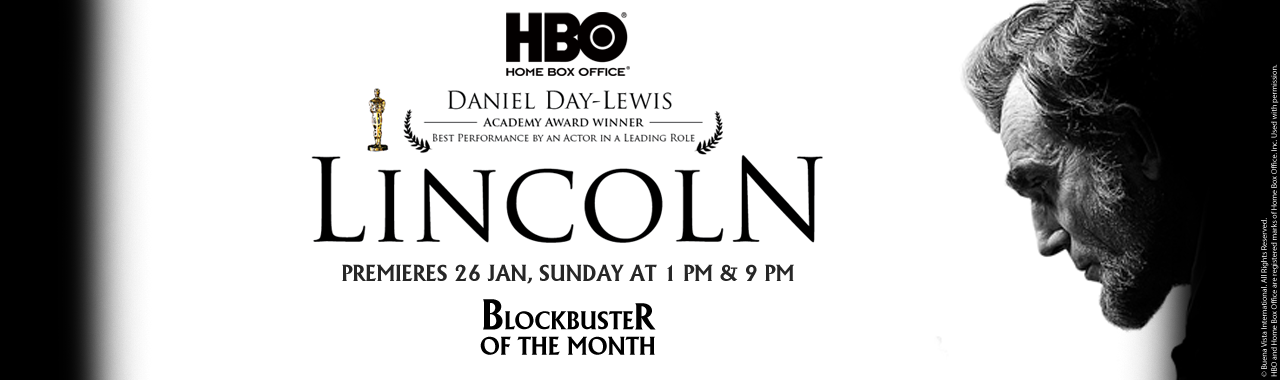 HBO®
HOME BOX OFFICE®
DANIEL DAY-LEWIS
ACADEMY AWARD WINNER
BEST PERFORMANCE BY AN ACTOR IN A LEADING ROLE
LINCOLN
PREMIERES 26 JAN, SUNDAY AT 1 PM & 9 PM
BLOCKBUSTER
OF THE MONTH
© Buena Vista International. All Rights Reserved.
HBO and Home Box Office are registered marks of Home Box Office. Inc. Used with permission.